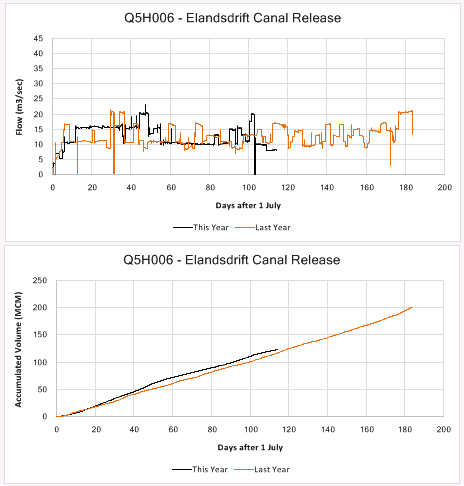 Q5H006 - Elandsdrift Canal Release
45
40
35
30
25
20
15
10
5
0
Flow (m3/sec)
0 20 40 60 80 100 120 140 160 180 200
Days after 1 July
This Year Last Year
Q5H006 - Elandsdrift Canal Release
250
200
150
100
50
0
Accumulated Volume (MCM)
0 20 40 60 80 100 120 140 160 180 200
Days after 1 July
This Year Last Year